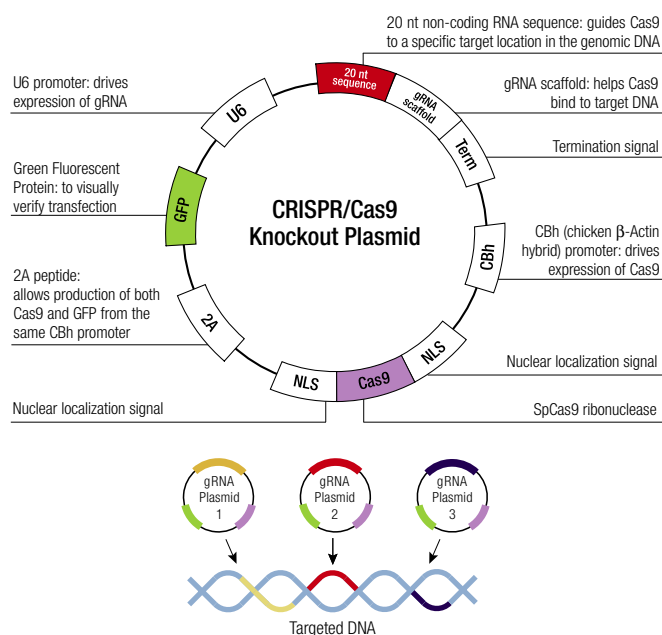 20 nt non-coding RNA sequence: guides Cas9
to a specific target location in the genomic DNA
U6 promoter: drives
expression of gRNA
20 nt
sequence
gRNA
scaffold
gRNA scaffold: helps Cas9
bind to target DNA
U6
Term
Termination signal
Green Fluorescent
Protein: to visually
verify transfection
GFP
CRISPR/Cas9
Knockout Plasmid
CBh
CBh (chicken β-Actin
hybrid) promoter: drives
expression of Cas9
2A peptide:
allows production of both
Cas9 and GFP from the
same CBh promoter
2A
NLS
Cas9
NLS
Nuclear localization signal
Nuclear localization signal
SpCas9 ribonuclease
gRNA
Plasmid
1
gRNA
Plasmid
2
gRNA
Plasmid
3
Targeted DNA